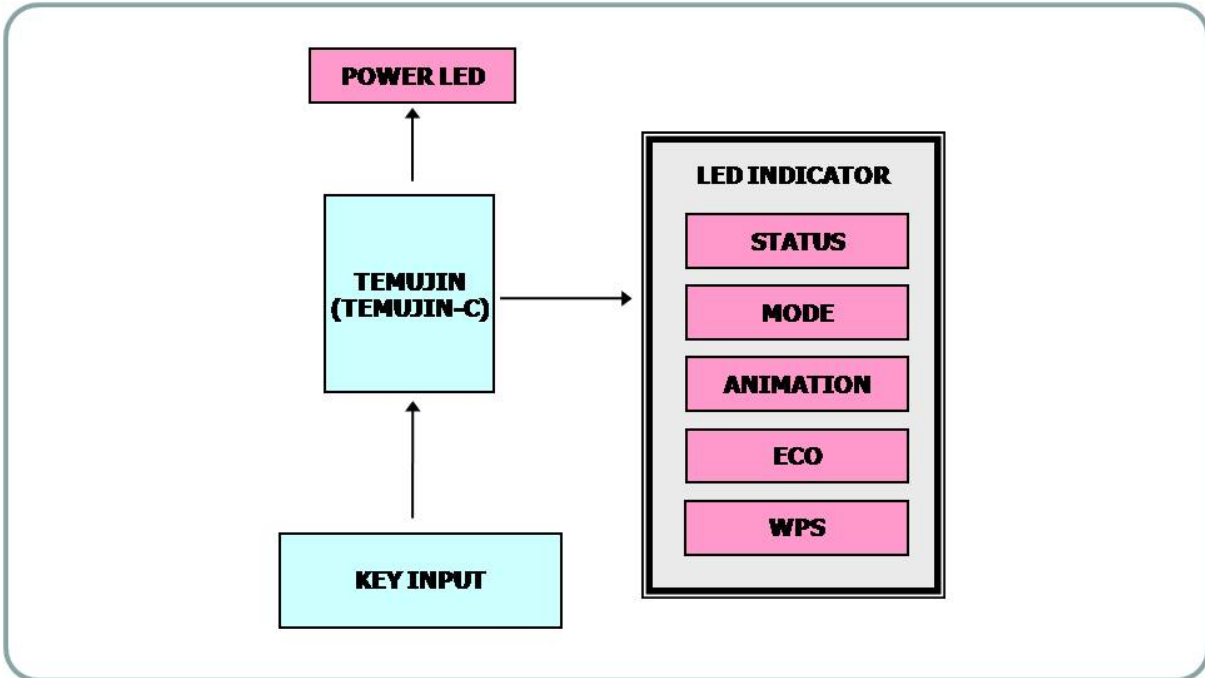 POWER LED
LED INDICATOR
STATUS
TEMUJIN
(TEMUJIN-C)
MODE
ANIMATION
ECO
WPS
KEY INPUT